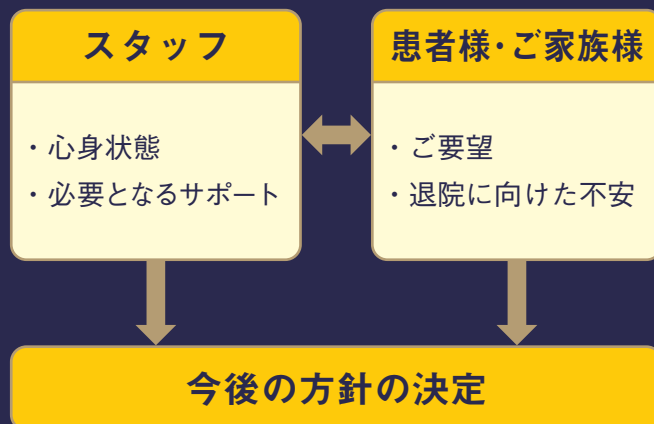 スタッフ
・心身状態
・必要となるサポート
患者様・ご家族様
・ご要望
・退院に向けた不安
今後の方針の決定